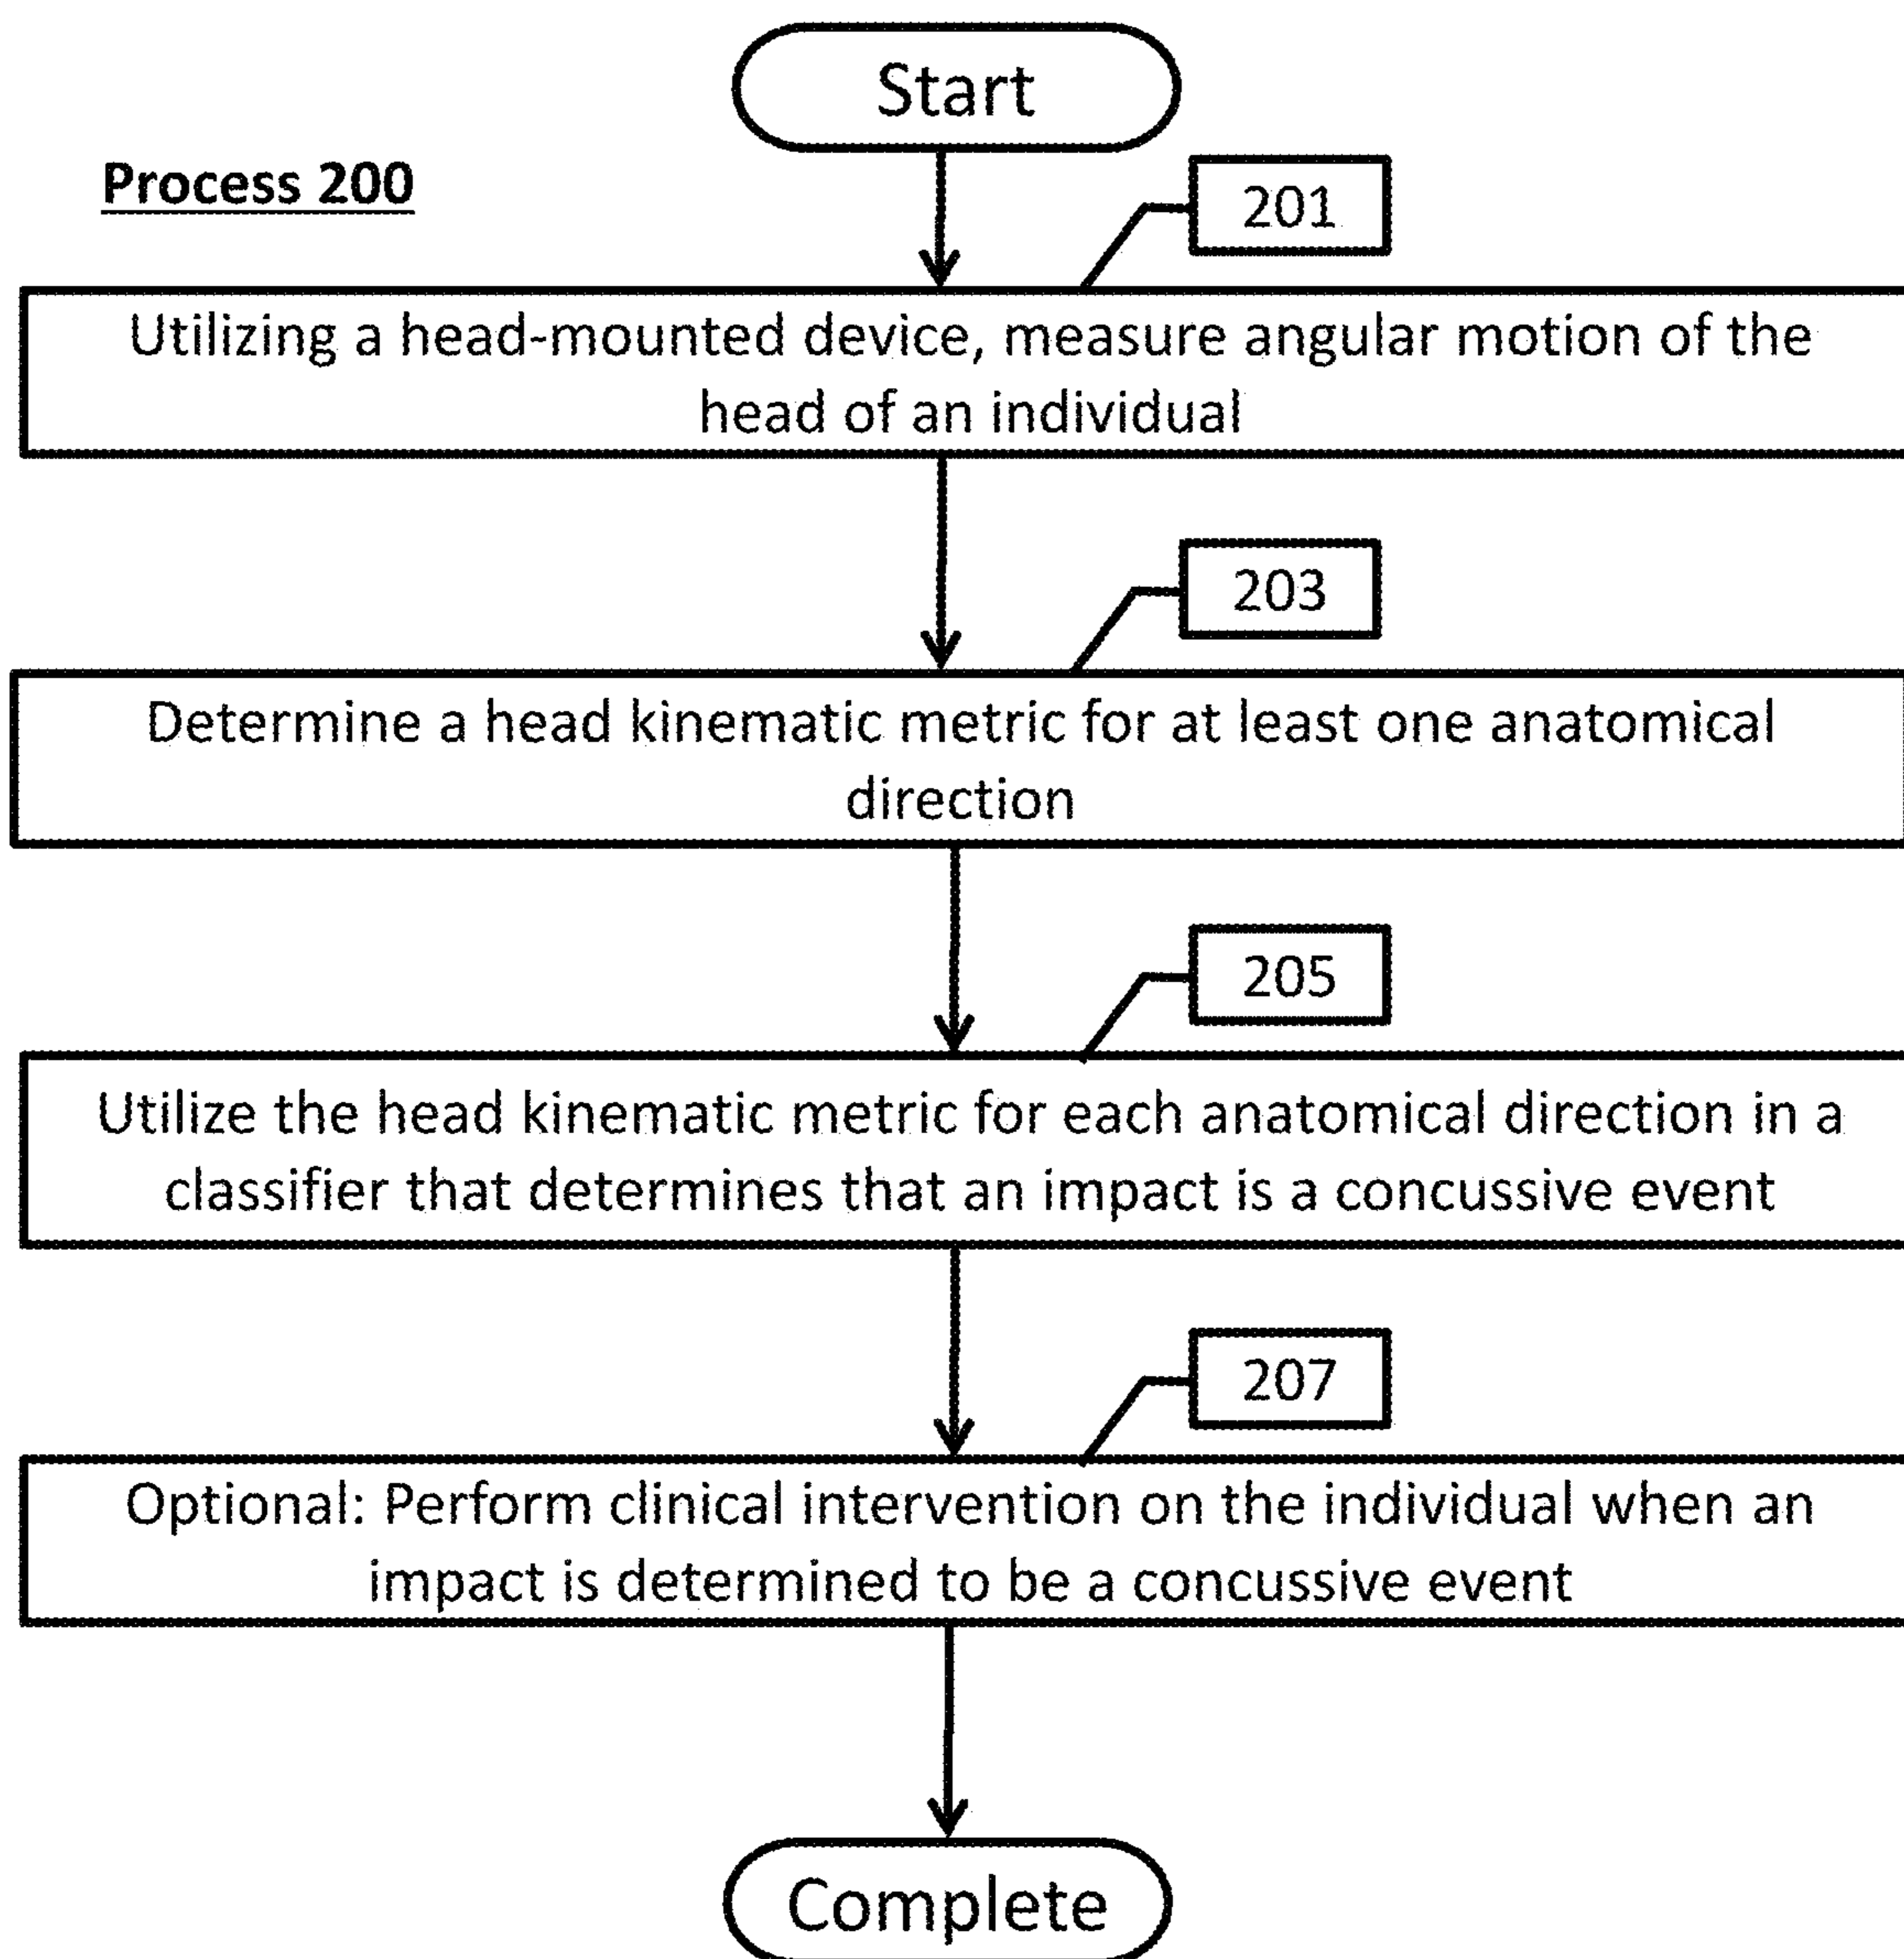 Start
Process 200
201
Utilizing a head-mounted device, measure angular motion of the
head of an individual
203
Determine a head kinematic metric for at least one anatomical
direction
205
Utilize the head kinematic metric for each anatomical direction in a
classifier that determines that an impact is a concussive event
207
Optional: Perform clinical intervention on the individual when an
impact is determined to be a concussive event
Complete